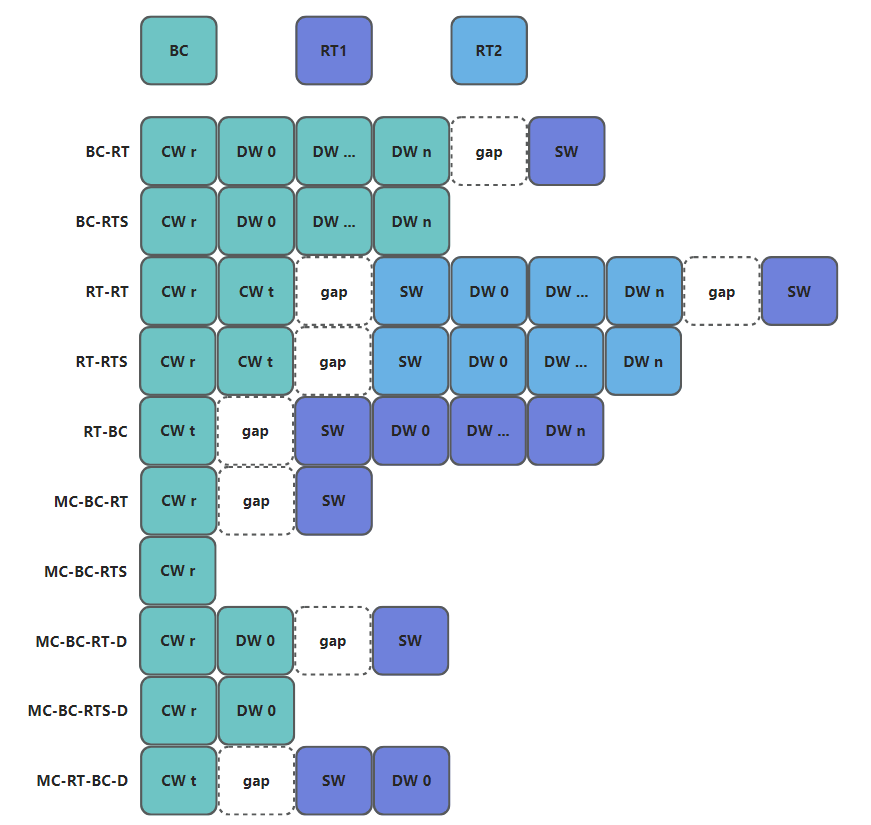 BC RT1 RT2
BC-RT CW r DW 0 DW ... DW n gap SW
BC-RTS CW r DW 0 DW ... DW n
RT-RT CW r CW t gap SW DW 0 DW ... DW n gap SW
RT-RTS CW r CW t gap SW DW 0 DW ... DW n
RT-BC CW t gap SW DW 0 DW ... DW n
MC-BC-RT CW r gap SW
MC-BC-RTS CW r
MC-BC-RT-D CW r DW 0 gap SW
MC-BC-RTS-D CW r DW 0
MC-RT-BC-D CW t gap SW DW 0